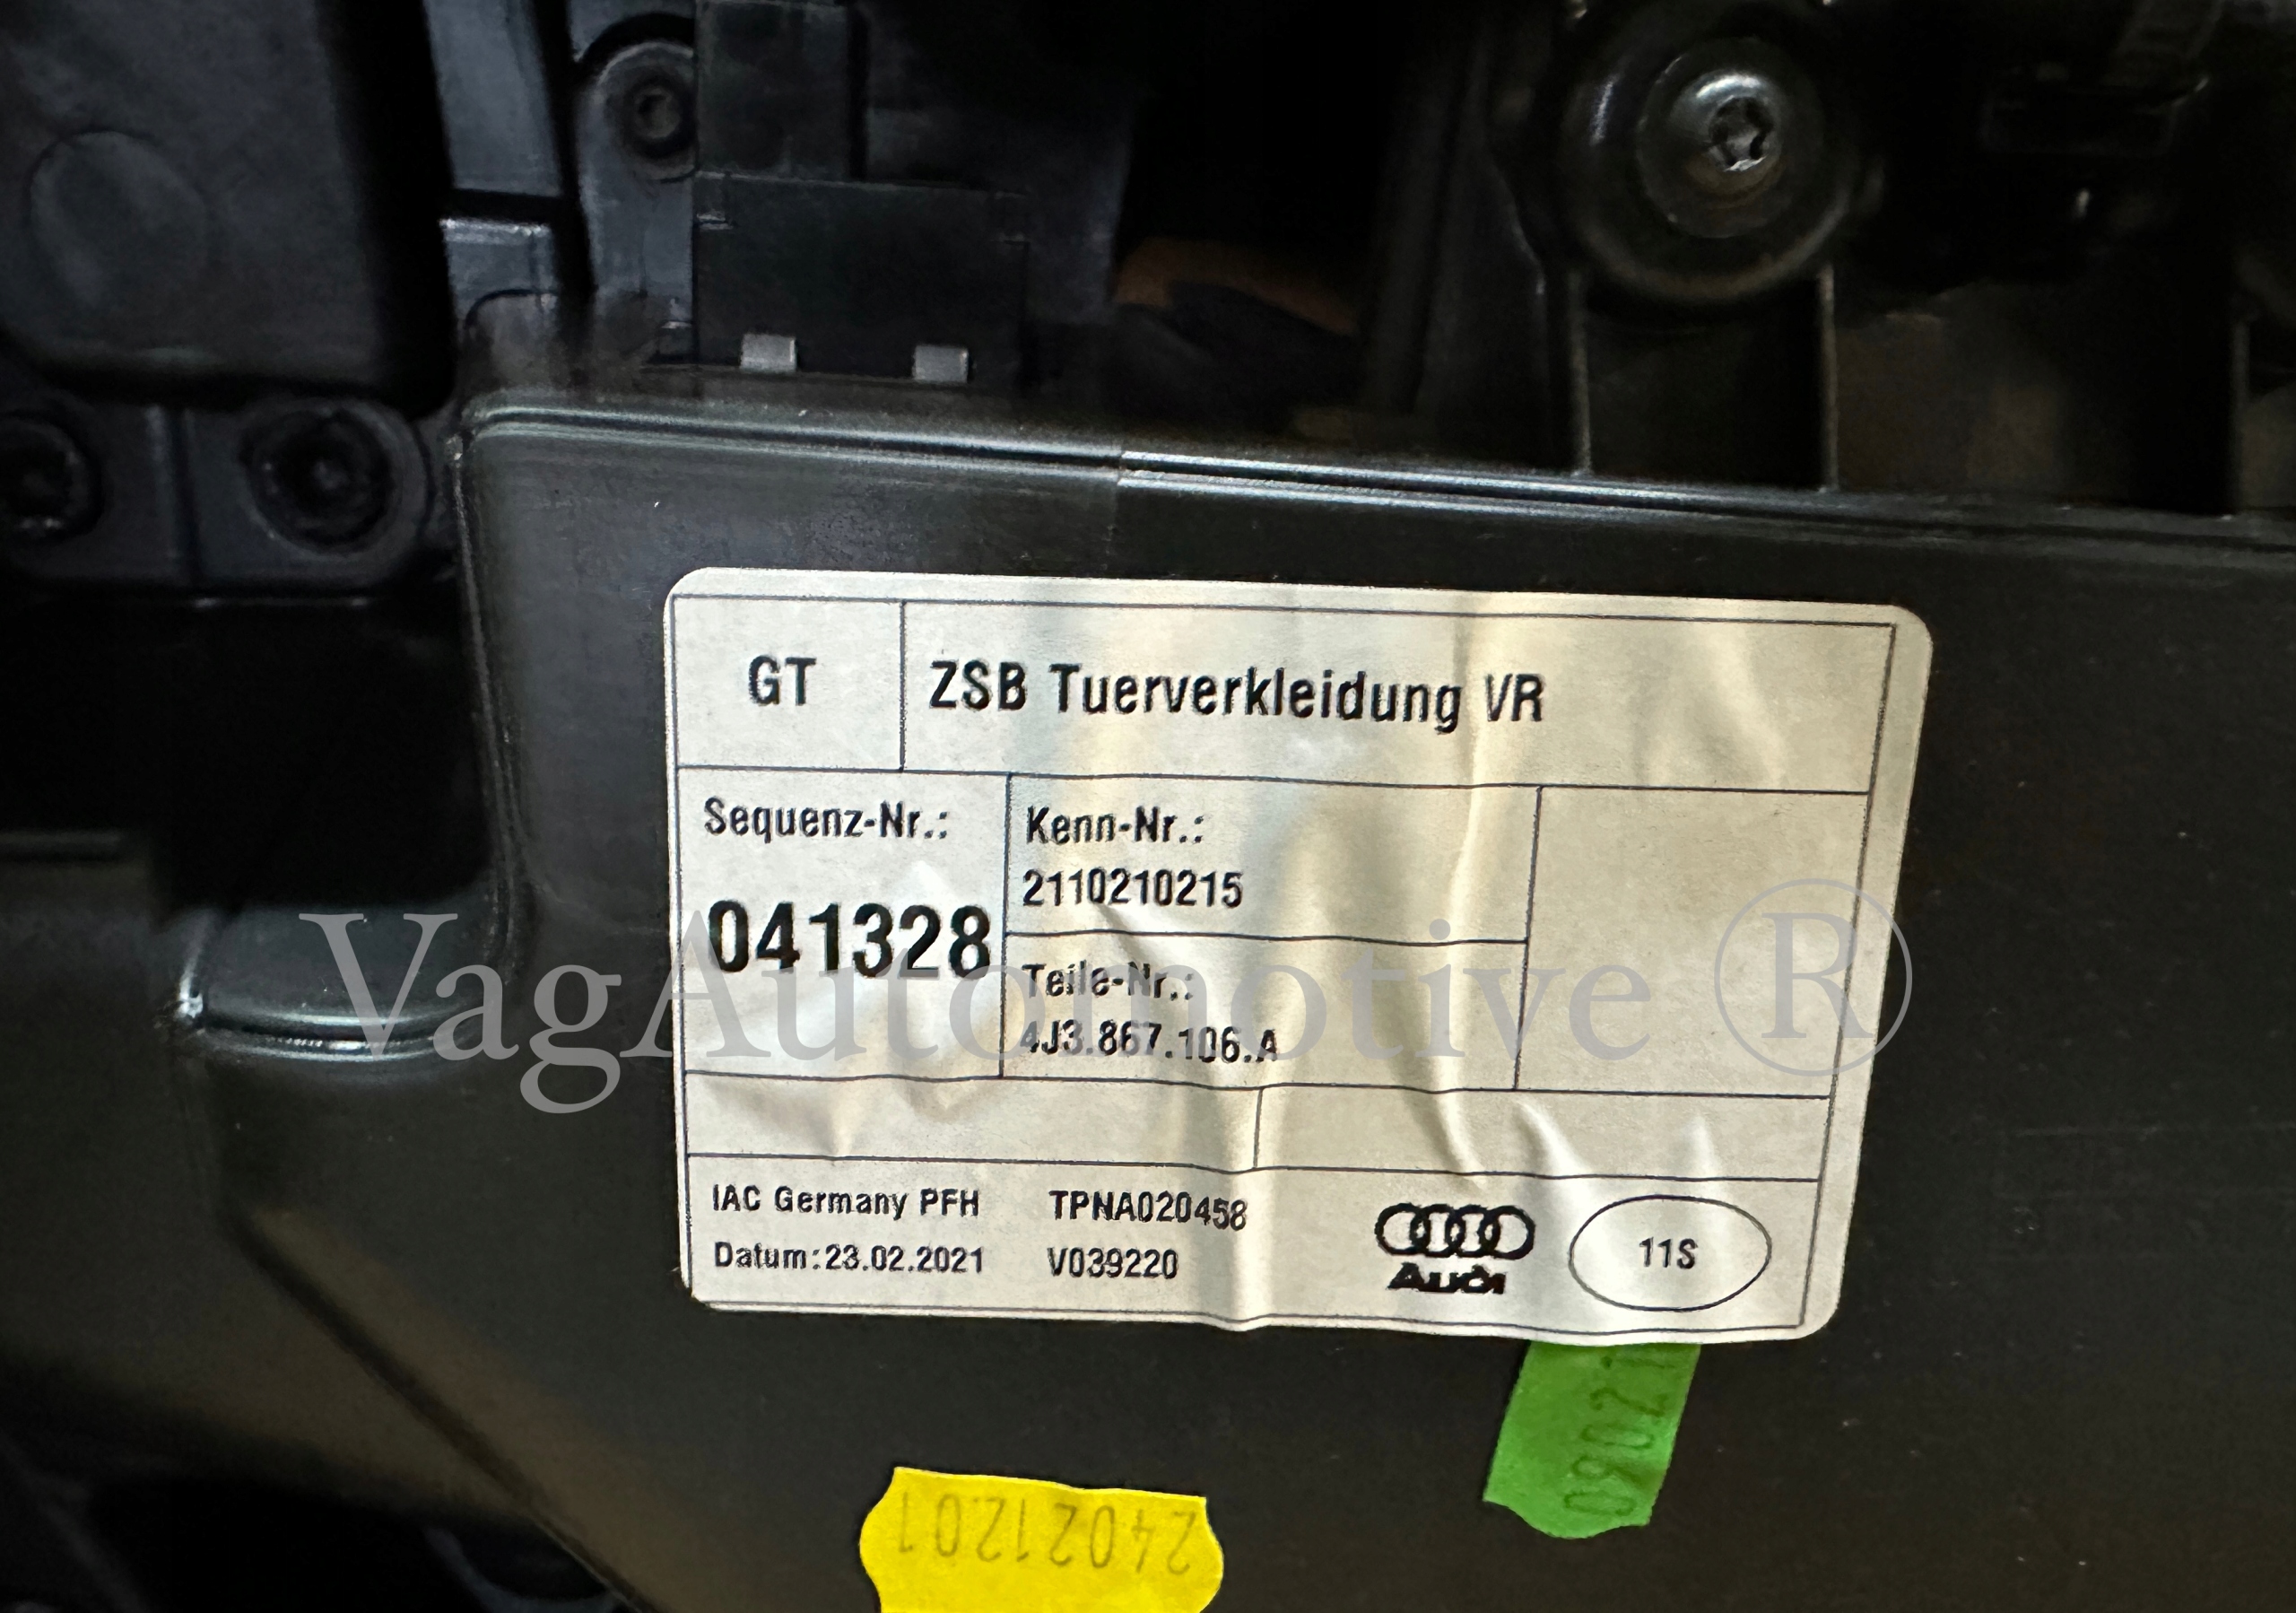 GT
ZSB Tuerverkleidung VR
Sequenz-Nr.:
041328
Kenn-Nr.:
2110210215
Teile-Nr.:
4J3.867.106.A
VagAutomotive ®
IAC Germany PFH
TPNA020458
Datum:23.02.2021
V039220
Audi
11S
24021201